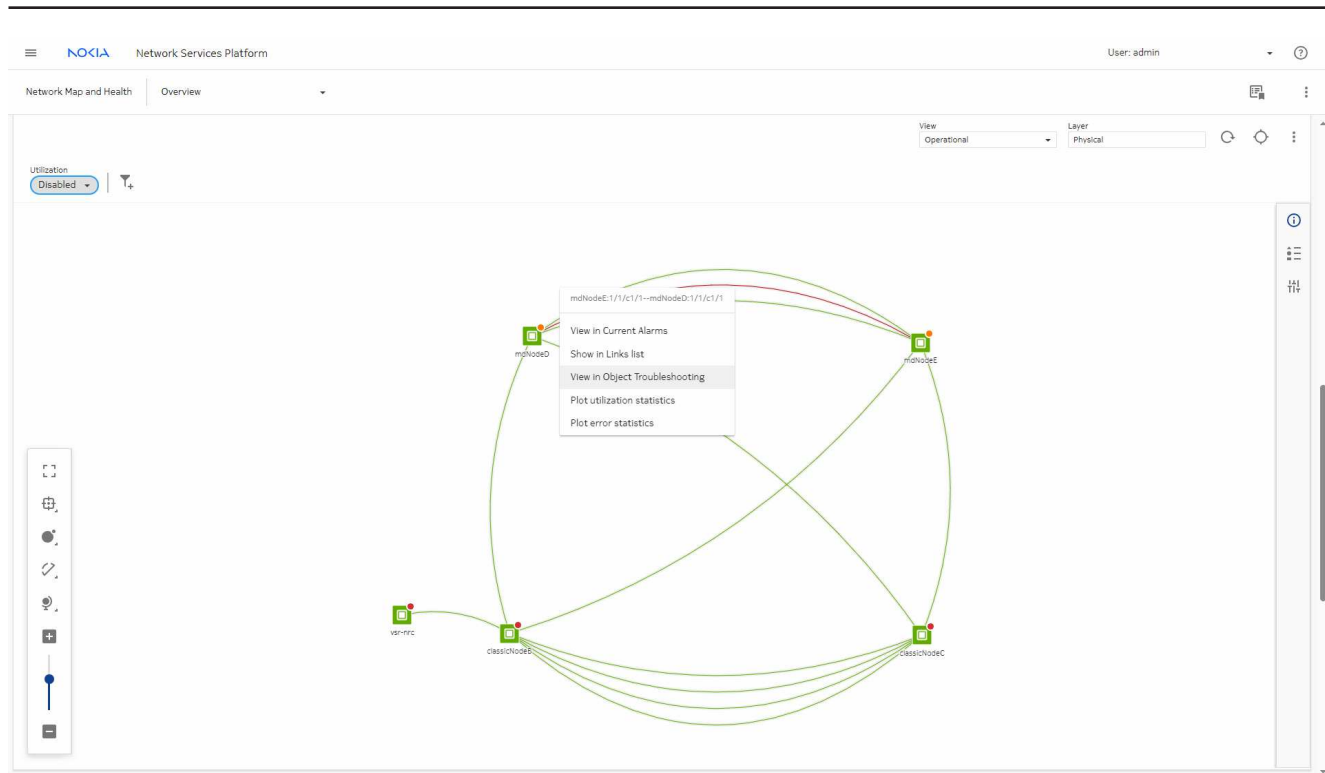 NOKIA Network Services Platform
User: admin
Network Map and Health
Overview
View
Operational
Layer
Physical
Utilization
Disabled
mdNodeE:1/1/c1/1--mdNodeD:1/1/c1/1
View in Current Alarms
Show in Links list
View in Object Troubleshooting
Plot utilization statistics
Plot error statistics
mdNodeD
mdNodeE
vsr-nrc
classicNodeB
classicNodeC